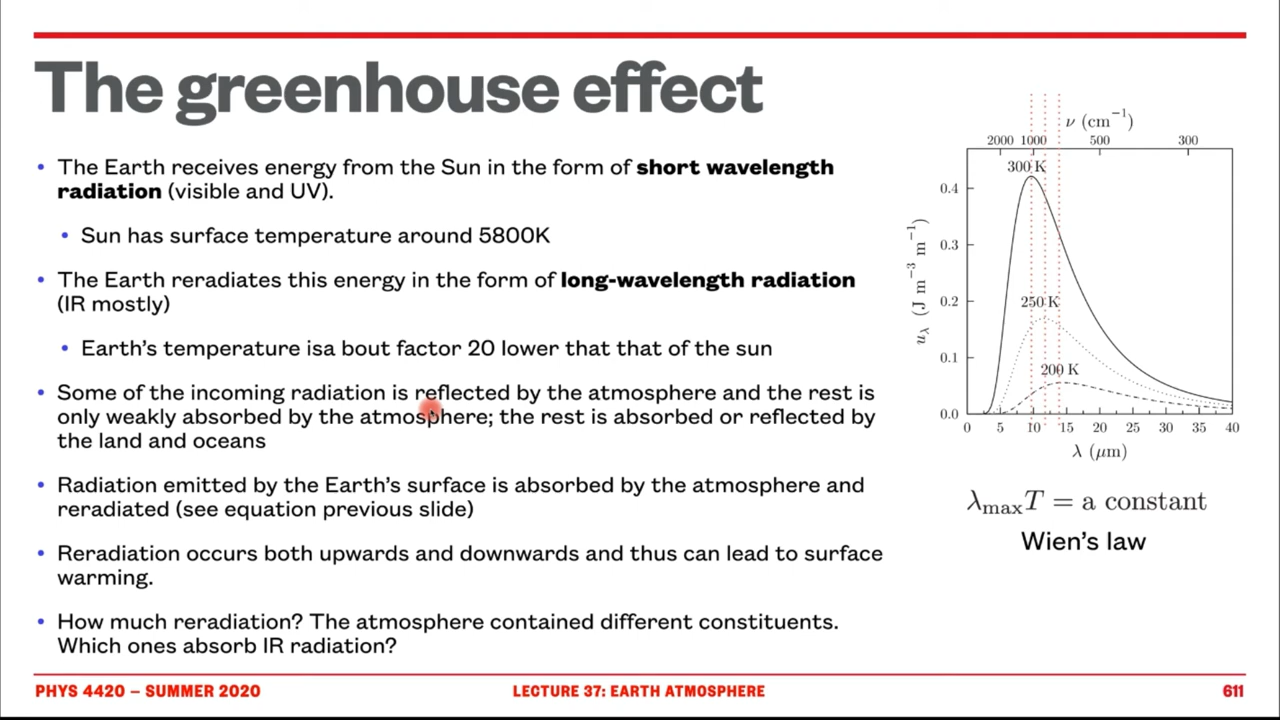 The greenhouse effect
• The Earth receives energy from the Sun in the form of short wavelength
radiation (visible and UV).
• Sun has surface temperature around 5800K
• The Earth reradiates this energy in the form of long-wavelength radiation
(IR mostly)
• Earth's temperature isa bout factor 20 lower that that of the sun
• Some of the incoming radiation is reflected by the atmosphere and the rest is
only weakly absorbed by the atmosphere; the rest is absorbed or reflected by
the land and oceans
• Radiation emitted by the Earth's surface is absorbed by the atmosphere and
reradiated (see equation previous slide)
• Reradiation occurs both upwards and downwards and thus can lead to surface
warming.
• How much reradiation? The atmosphere contained different constituents.
Which ones absorb IR radiation?
ν (cm⁻¹)
2000 1000 500 300
300 K
0.4
0.3
250 K
0.2
0.1
200 K
0.0
u_λ (J m⁻³ m⁻¹)
0 5 10 15 20 25 30 35 40
λ (μm)
λ_max T = a constant
Wien's law
PHYS 4420 – SUMMER 2020
LECTURE 37: EARTH ATMOSPHERE
611